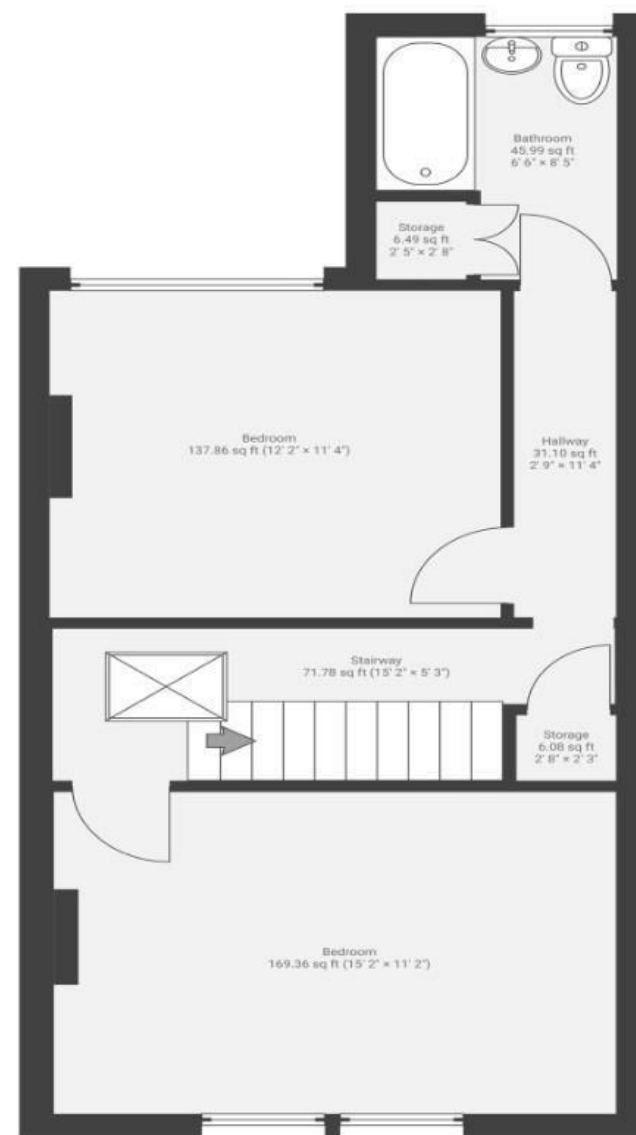 Bathroom
45.99 sq ft
6' 6" × 8' 5"
Storage
6.49 sq ft
2' 5" × 2' 8"
Bedroom
137.86 sq ft (12' 2" × 11' 4")
Hallway
31.10 sq ft
2' 9" × 11' 4"
Stairway
71.78 sq ft (15' 2" × 5' 3")
Storage
6.08 sq ft
2' 8" × 2' 3"
Bedroom
169.36 sq ft (15' 2" × 11' 2")